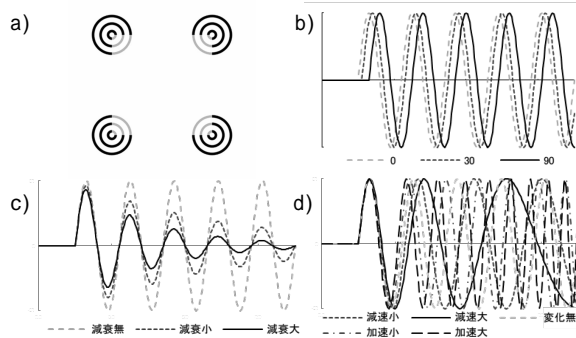 a)
b)
0 30 90
c)
減衰無 減衰小 減衰大
d)
減速小 減速大 変化無
加速小 加速大